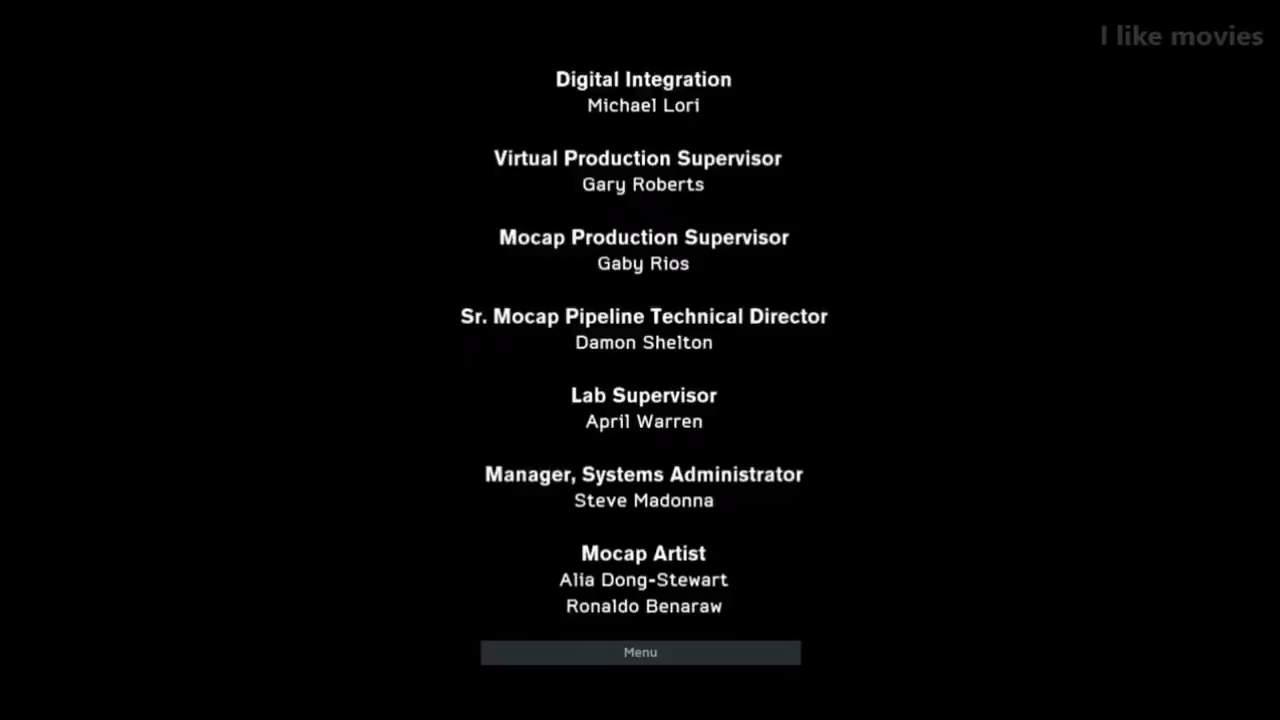 I like movies
Digital Integration
Michael Lori
Virtual Production Supervisor
Gary Roberts
Mocap Production Supervisor
Gaby Rios
Sr. Mocap Pipeline Technical Director
Damon Shelton
Lab Supervisor
April Warren
Manager, Systems Administrator
Steve Madonna
Mocap Artist
Alia Dong-Stewart
Ronaldo Benaraw
Menu